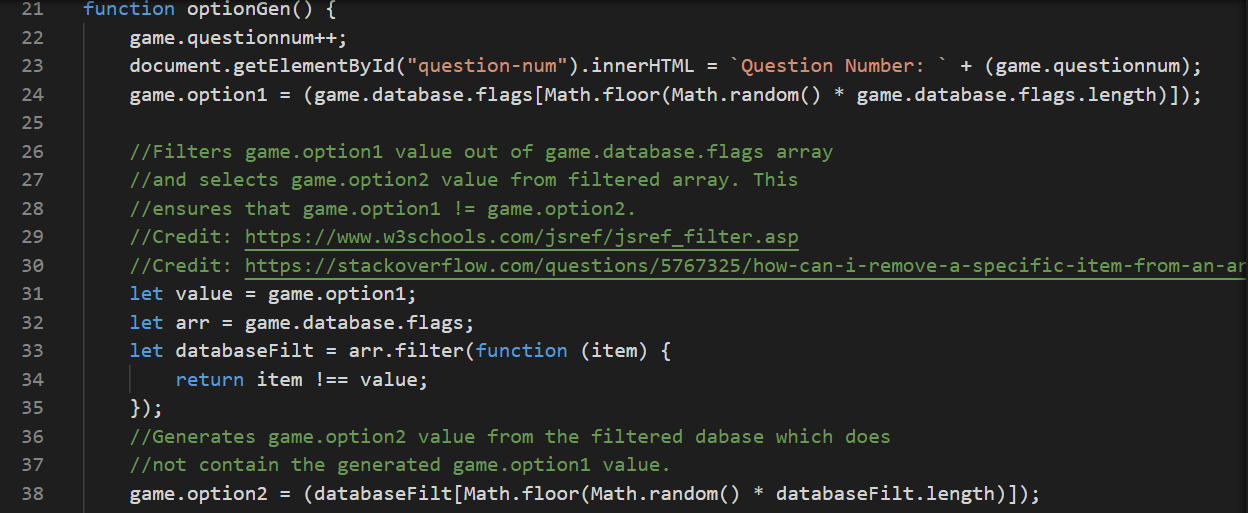 21 function optionGen() {
22 game.questionnum++;
23 document.getElementById("question-num").innerHTML = `Question Number: ` + (game.questionnum);
24 game.option1 = (game.database.flags[Math.floor(Math.random() * game.database.flags.length)]);
25
26 //Filters game.option1 value out of game.database.flags array
27 //and selects game.option2 value from filtered array. This
28 //ensures that game.option1 != game.option2.
29 //Credit: https://www.w3schools.com/jsref/jsref_filter.asp
30 //Credit: https://stackoverflow.com/questions/5767325/how-can-i-remove-a-specific-item-from-an-ar
31 let value = game.option1;
32 let arr = game.database.flags;
33 let databaseFilt = arr.filter(function (item) {
34 return item !== value;
35 });
36 //Generates game.option2 value from the filtered dabase which does
37 //not contain the generated game.option1 value.
38 game.option2 = (databaseFilt[Math.floor(Math.random() * databaseFilt.length)]);